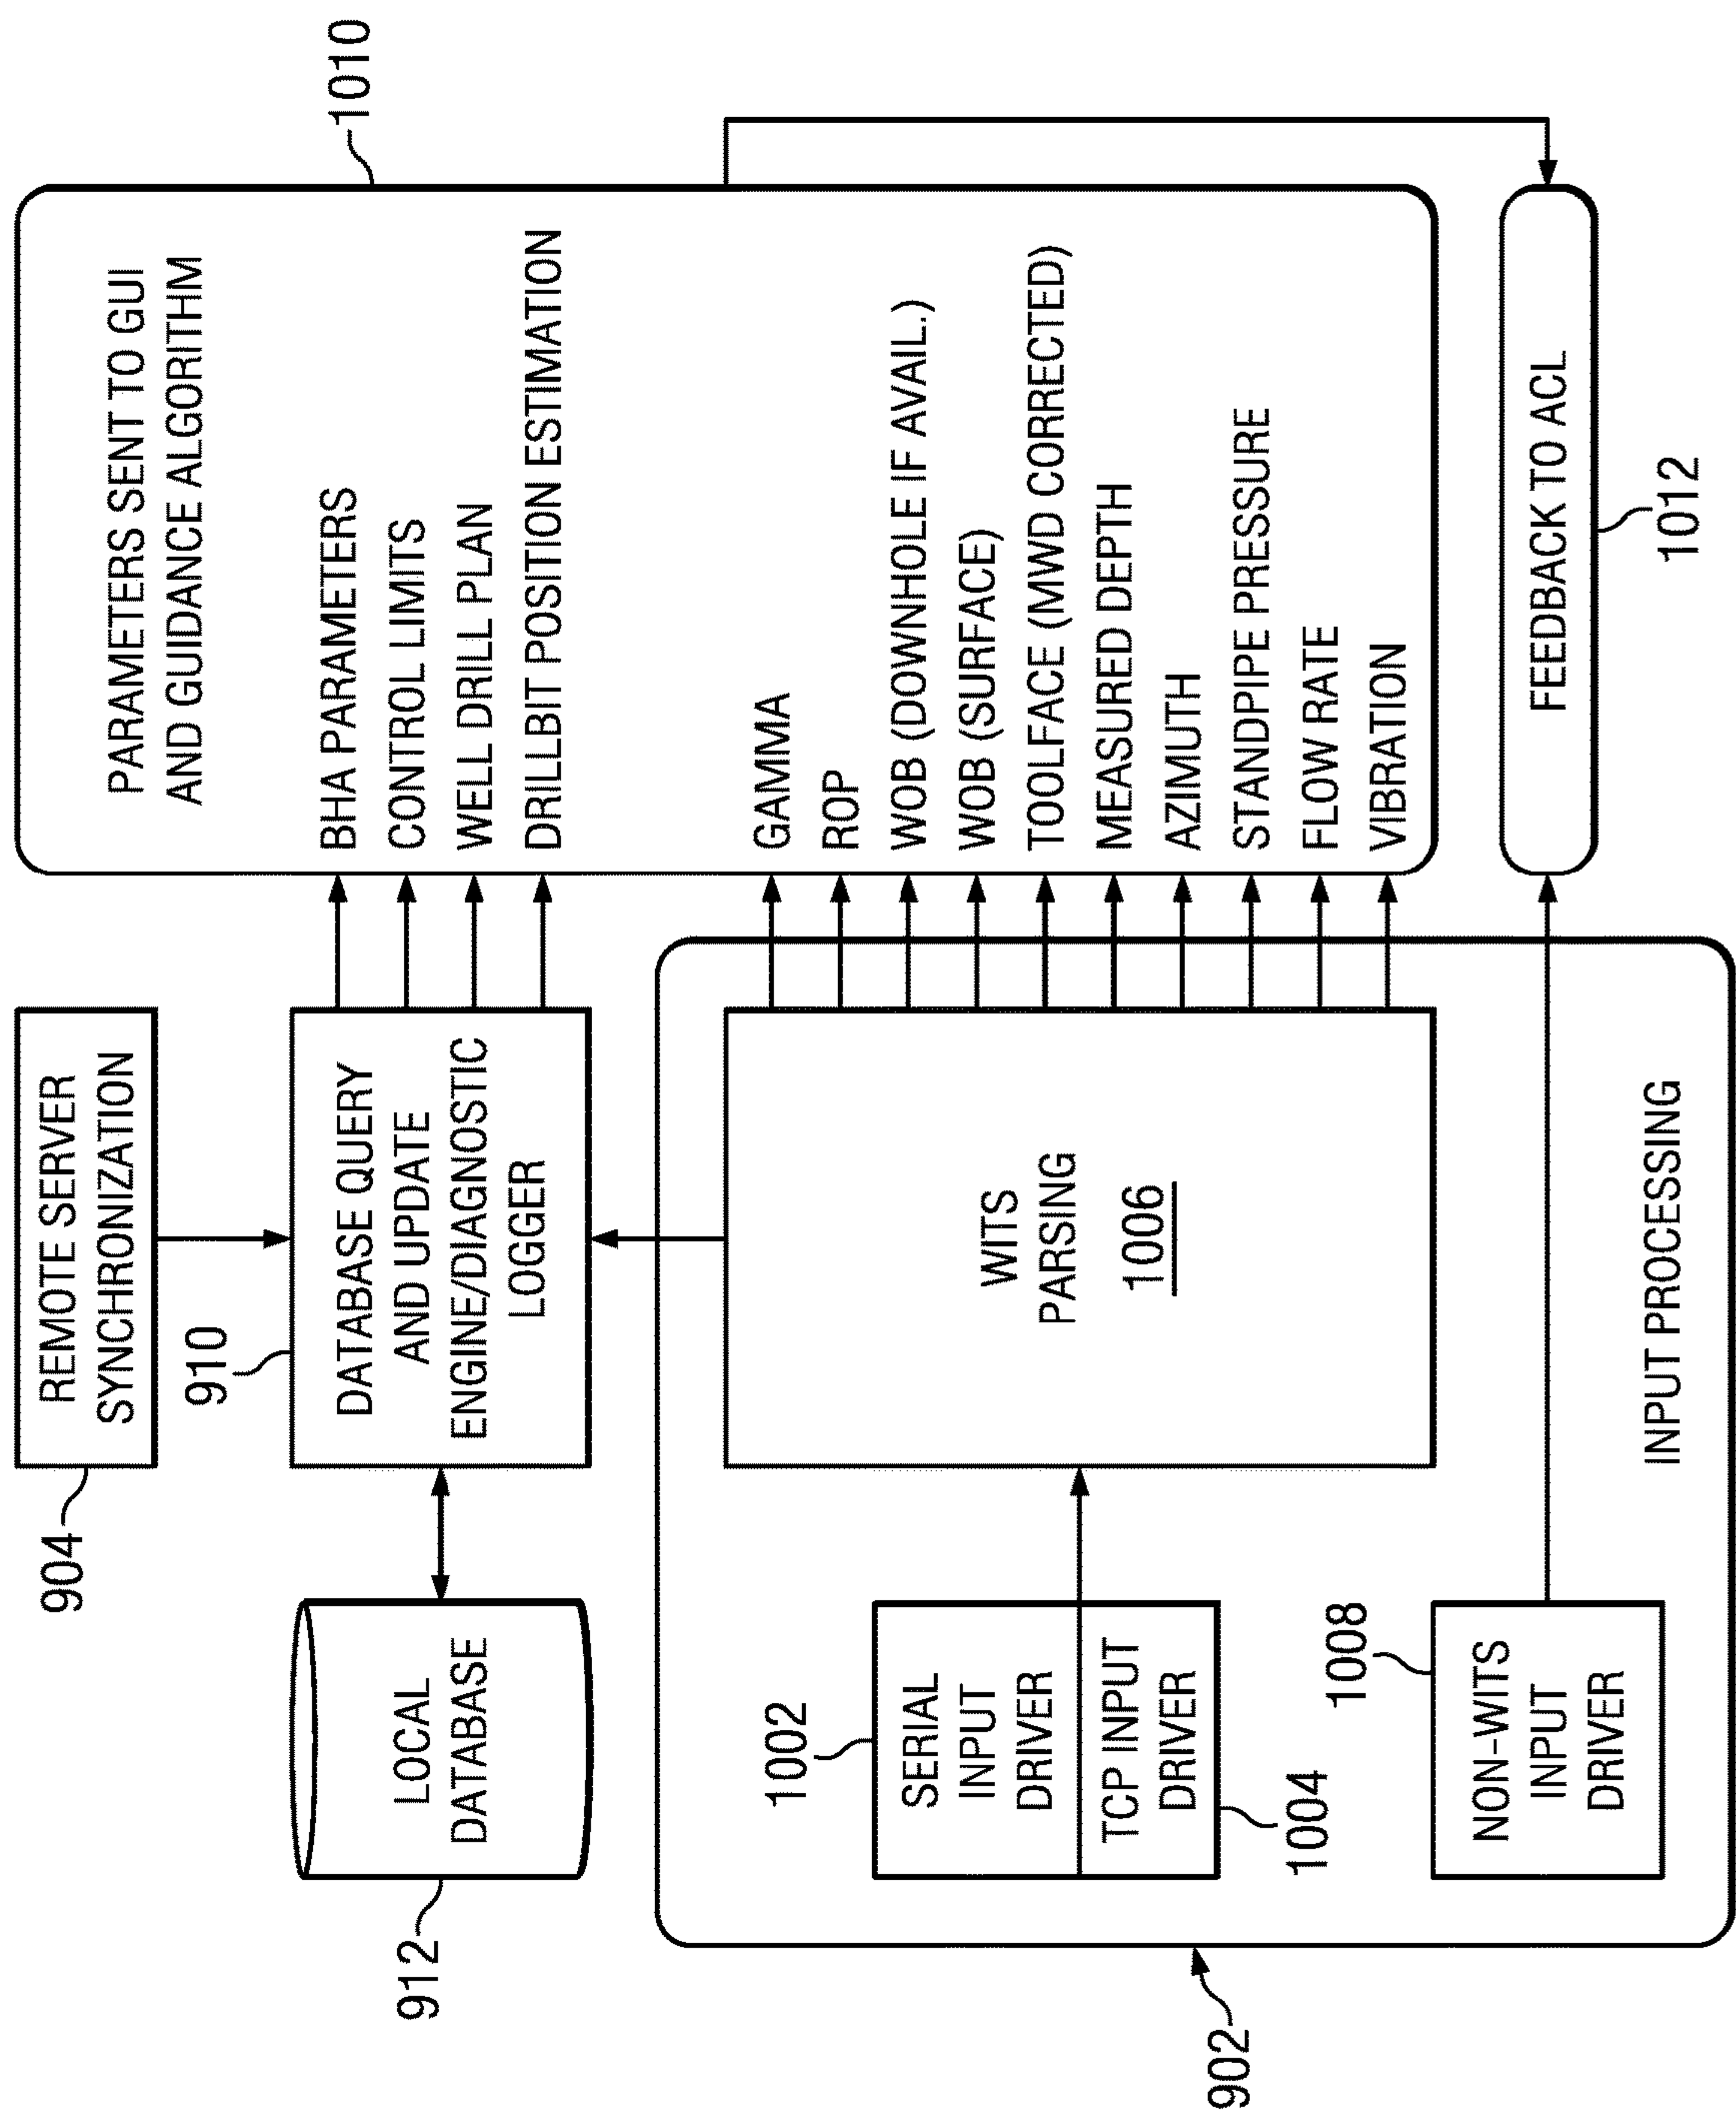 904
REMOTE SERVER
SYNCHRONIZATION
910
912
LOCAL
DATABASE
DATABASE QUERY
AND UPDATE
ENGINE/DIAGNOSTIC
LOGGER
1010
PARAMETERS SENT TO GUI
AND GUIDANCE ALGORITHM
BHA PARAMETERS
CONTROL LIMITS
WELL DRILL PLAN
DRILLBIT POSITION ESTIMATION
GAMMA
ROP
WOB (DOWNHOLE IF AVAIL.)
WOB (SURFACE)
TOOLFACE (MWD CORRECTED)
MEASURED DEPTH
AZIMUTH
STANDPIPE PRESSURE
FLOW RATE
VIBRATION
902
1002
SERIAL
INPUT
DRIVER
TCP INPUT
DRIVER
1004
WITS
PARSING
1006
1008
NON-WITS
INPUT
DRIVER
INPUT PROCESSING
FEEDBACK TO ACL
1012